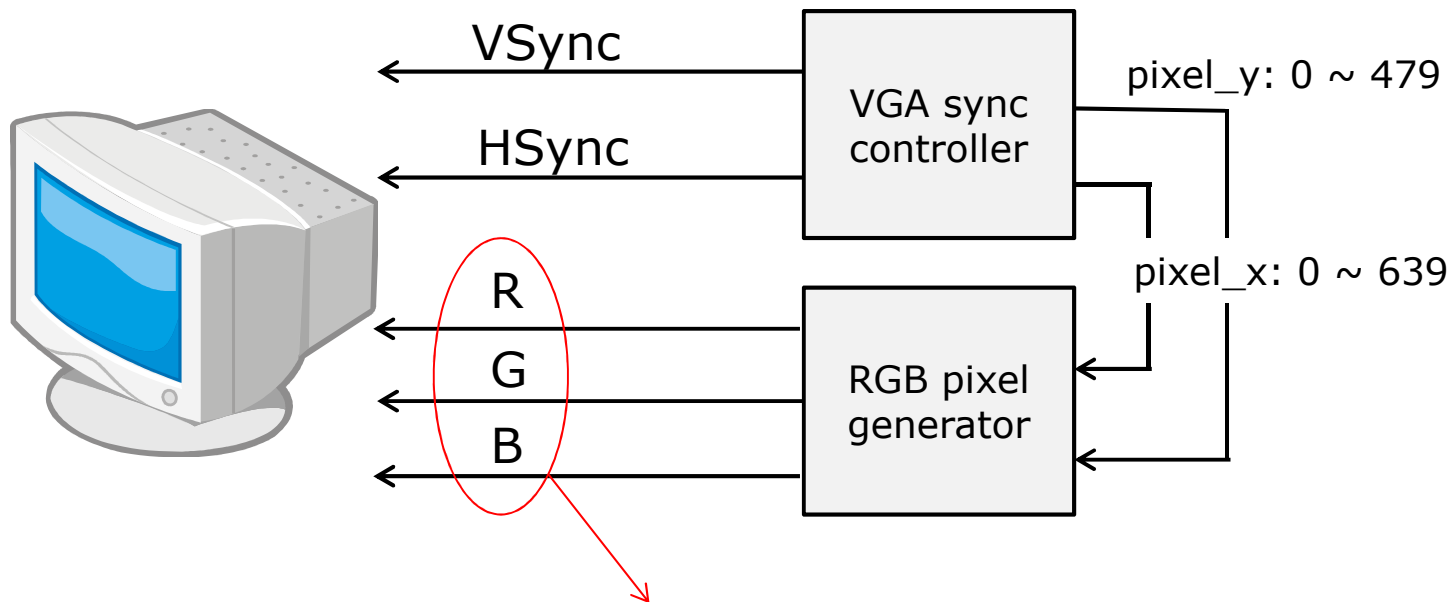 VSync
HSync
R
G
B
VGA sync
controller
RGB pixel
generator
pixel_y: 0 ~ 479
pixel_x: 0 ~ 639